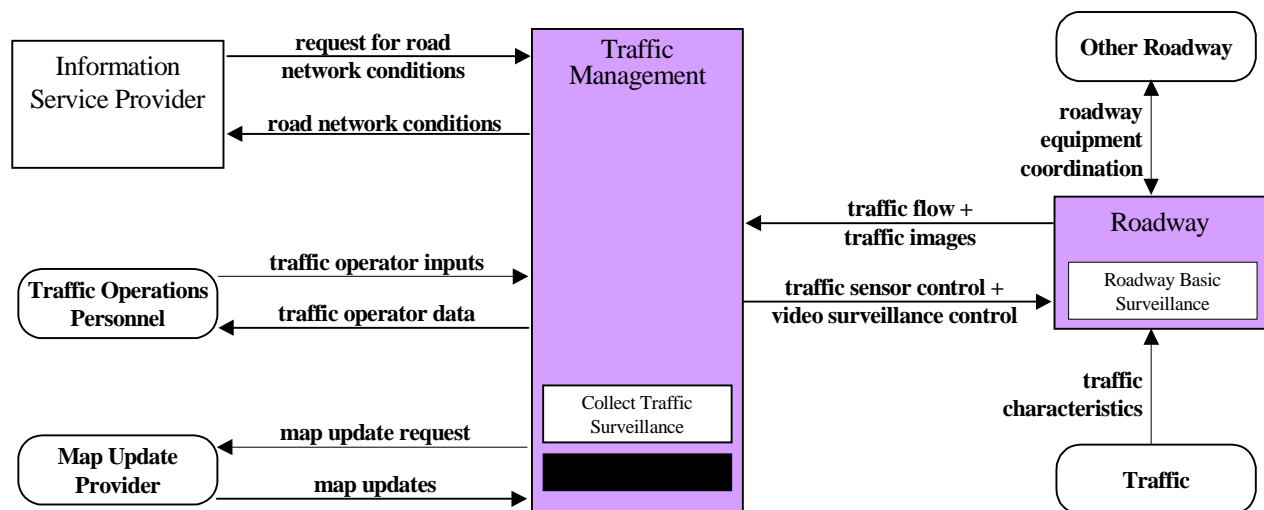 Information
Service Provider
request for road
network conditions
road network conditions
Traffic
Management
Other Roadway
roadway
equipment
coordination
traffic flow +
traffic images
Roadway
Roadway Basic
Surveillance
traffic sensor control +
video surveillance control
Traffic Operations
Personnel
traffic operator inputs
traffic operator data
Collect Traffic
Surveillance
traffic
characteristics
Map Update
Provider
map update request
map updates
Traffic